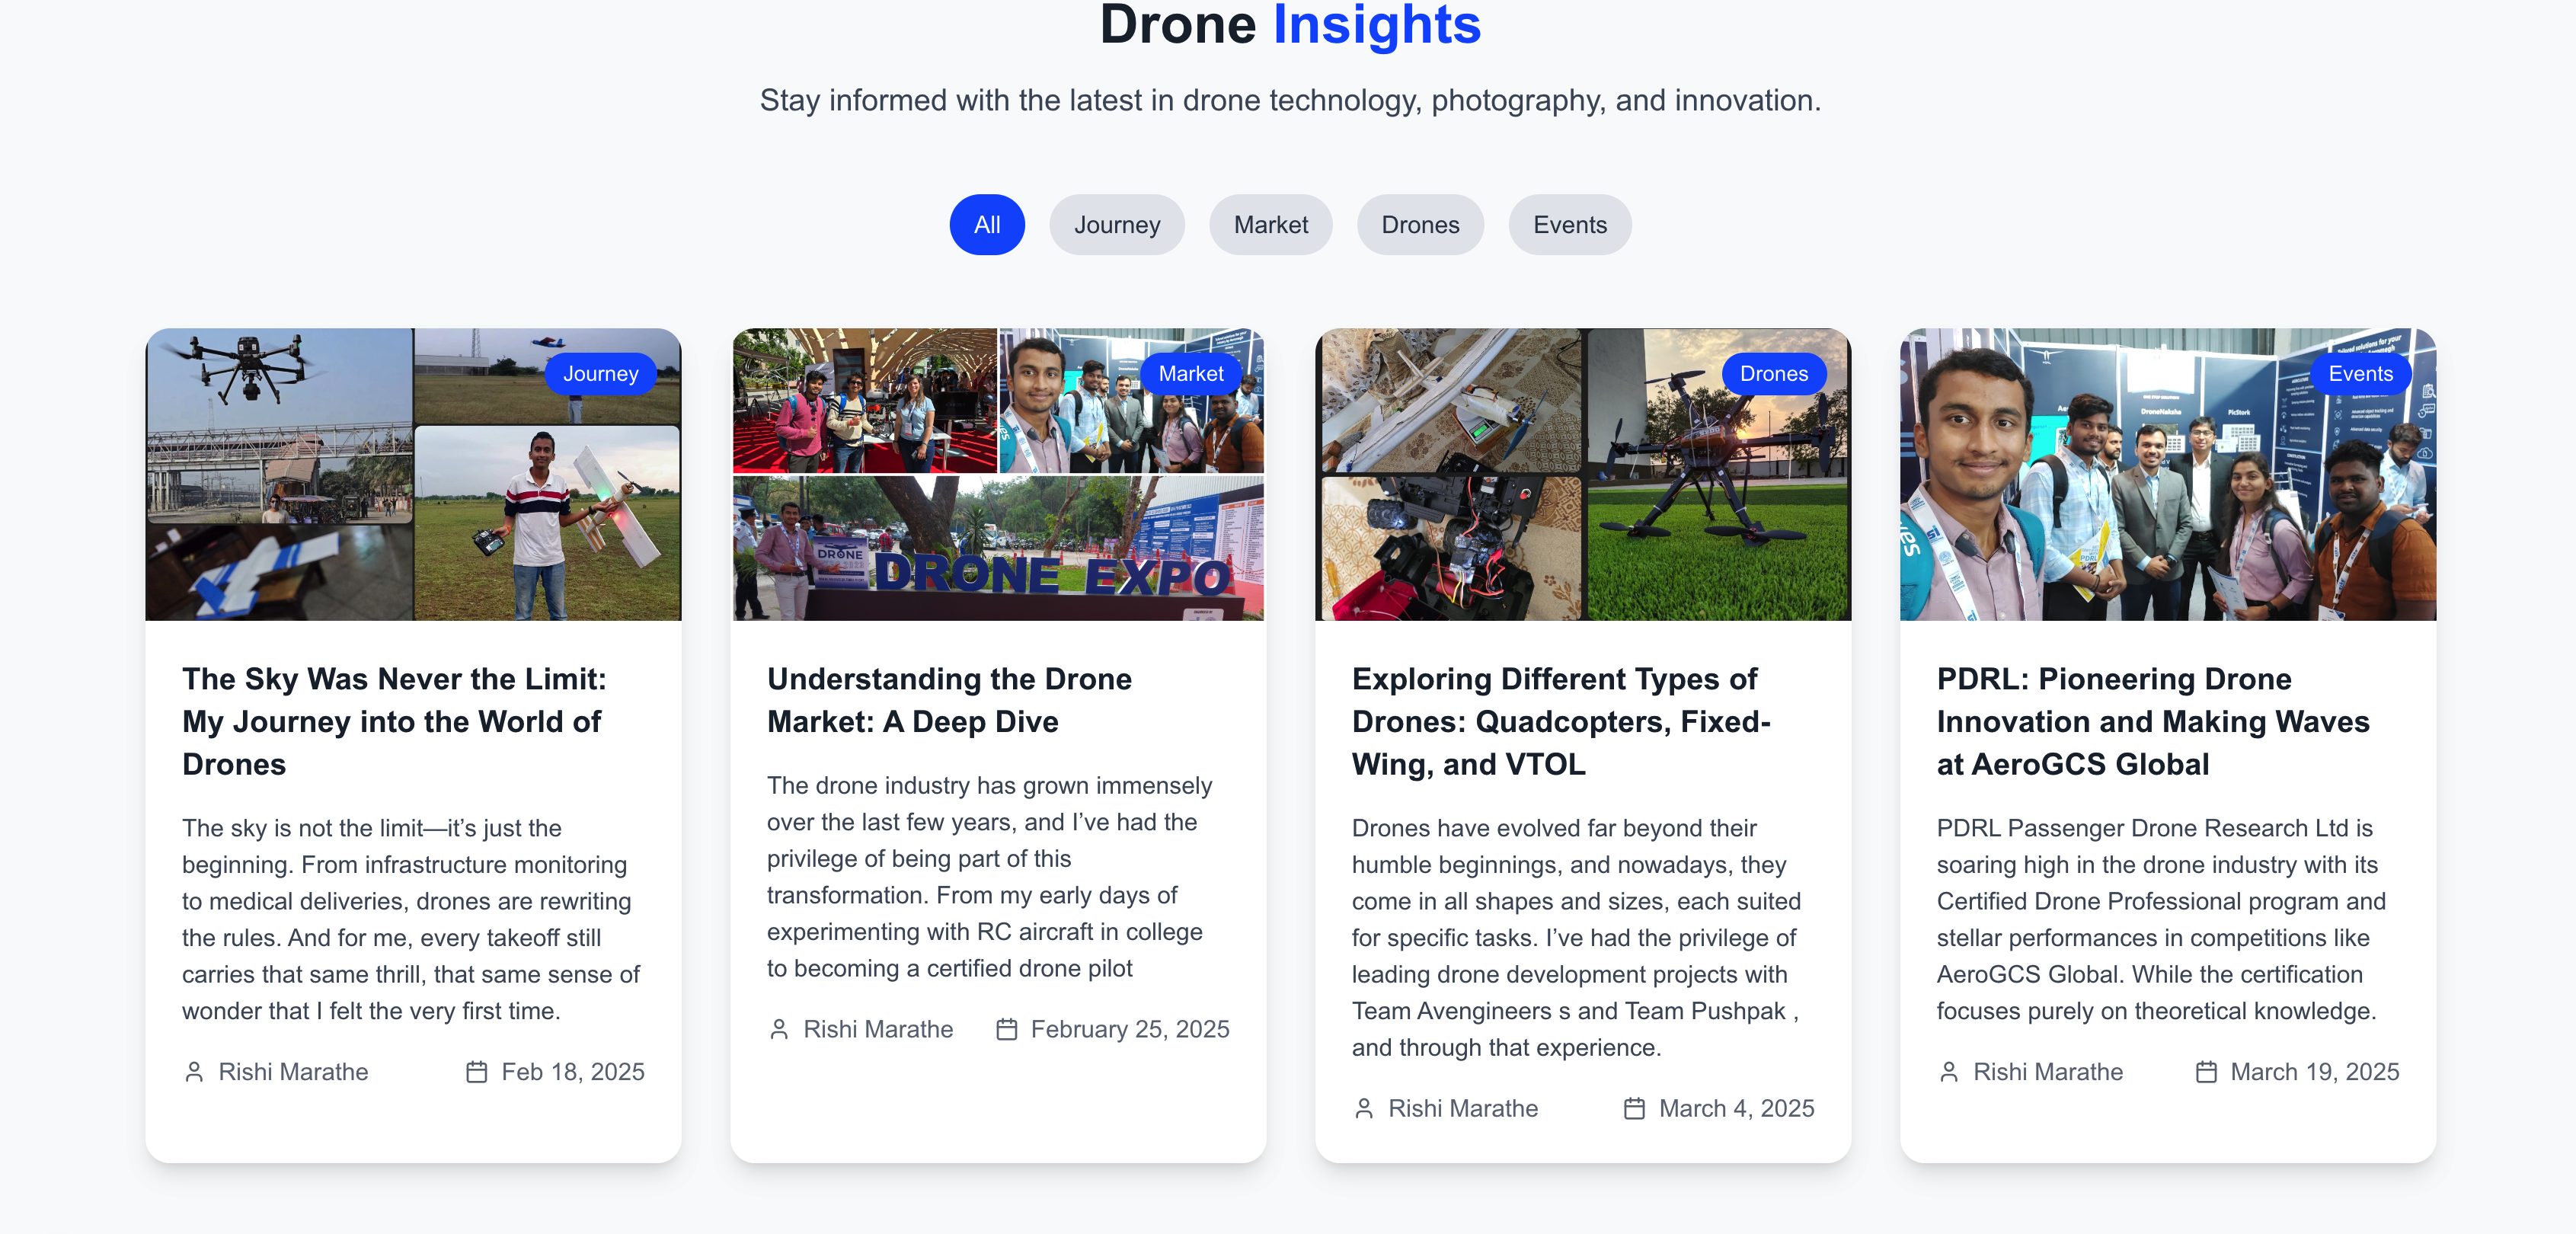 Drone Insights
Stay informed with the latest in drone technology, photography, and innovation.
All
Journey
Market
Drones
Events
Journey
The Sky Was Never the Limit:
My Journey into the World of
Drones
The sky is not the limit—it’s just the
beginning. From infrastructure monitoring
to medical deliveries, drones are rewriting
the rules. And for me, every takeoff still
carries that same thrill, that same sense of
wonder that I felt the very first time.
Rishi Marathe
Feb 18, 2025
Market
DRONE
DRONE EXPO
Understanding the Drone
Market: A Deep Dive
The drone industry has grown immensely
over the last few years, and I’ve had the
privilege of being part of this
transformation. From my early days of
experimenting with RC aircraft in college
to becoming a certified drone pilot
Rishi Marathe
February 25, 2025
Drones
Exploring Different Types of
Drones: Quadcopters, Fixed-
Wing, and VTOL
Drones have evolved far beyond their
humble beginnings, and nowadays, they
come in all shapes and sizes, each suited
for specific tasks. I’ve had the privilege of
leading drone development projects with
Team Avengineers s and Team Pushpak ,
and through that experience.
Rishi Marathe
March 4, 2025
Events
DroneNaksha
PicStork
PDRL
PDRL: Pioneering Drone
Innovation and Making Waves
at AeroGCS Global
PDRL Passenger Drone Research Ltd is
soaring high in the drone industry with its
Certified Drone Professional program and
stellar performances in competitions like
AeroGCS Global. While the certification
focuses purely on theoretical knowledge.
Rishi Marathe
March 19, 2025